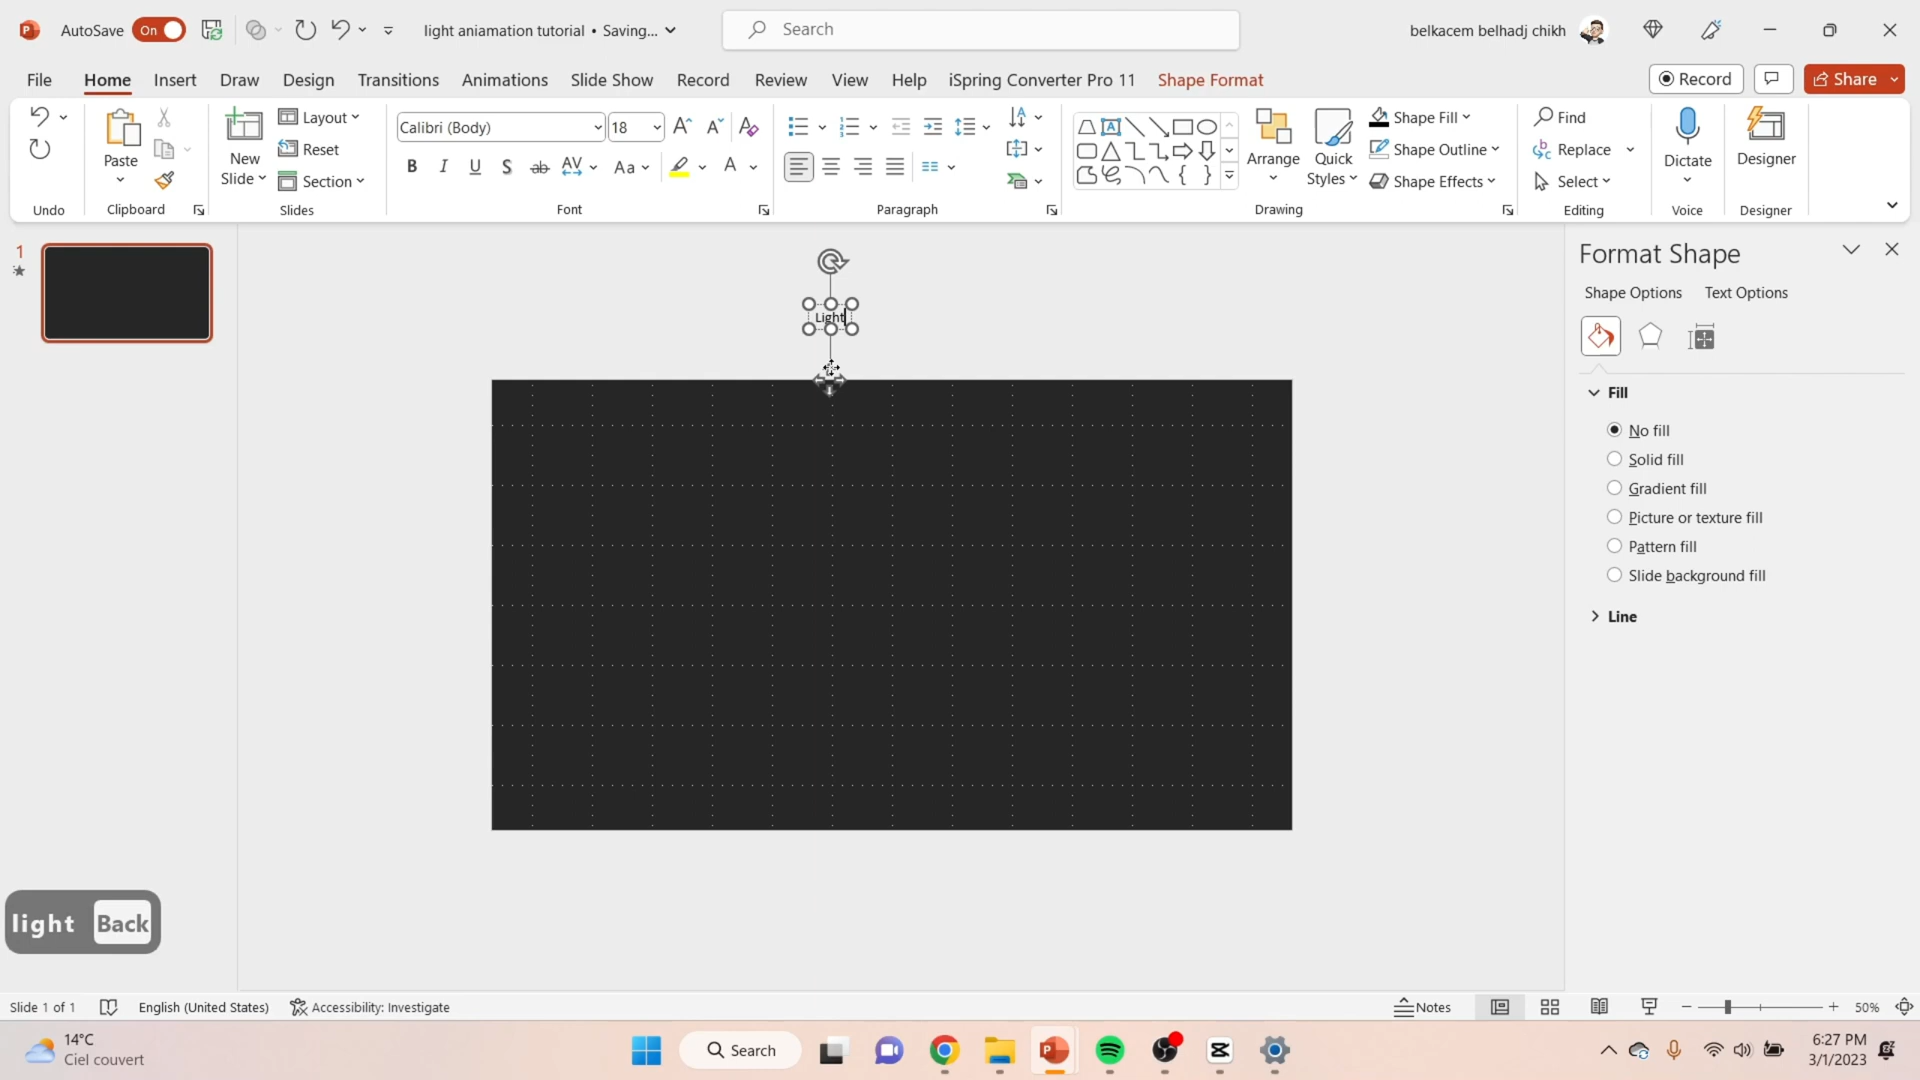 AutoSave On light aniamation tutorial • Saving... Search belkacem belhadj chikh
File Home Insert Draw Design Transitions Animations Slide Show Record Review View Help iSpring Converter Pro 11 Shape Format Record Share
Paste
Undo
Clipboard
New
Slide
Layout
Reset
Section
Slides
Calibri (Body) 18
B I U S ab AV Aa A
Font
Paragraph
Arrange
Quick
Styles
Shape Fill
Shape Outline
Shape Effects
Drawing
Find
Replace
Select
Editing
Dictate
Voice
Designer
Designer
1
Light
Format Shape
Shape Options Text Options
Fill
No fill
Solid fill
Gradient fill
Picture or texture fill
Pattern fill
Slide background fill
Line
light Back
Slide 1 of 1 English (United States) Accessibility: Investigate Notes 50%
14°C
Ciel couvert
Search
6:27 PM
3/1/2023